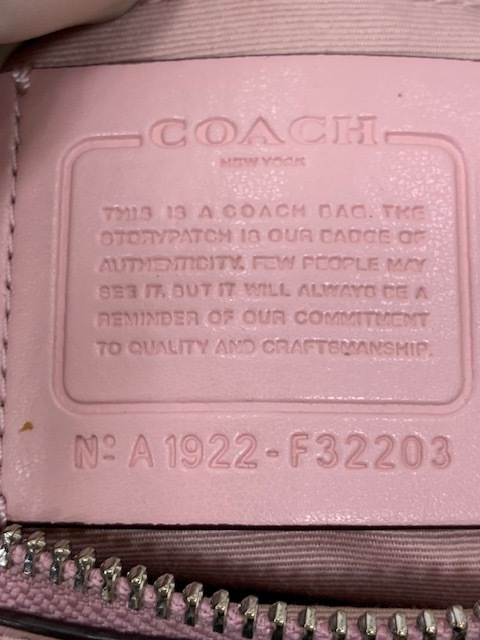 COACH
NEW YORK
THIS IS A COACH BAG. THE
STORYPATCH IS OUR BADGE OF
AUTHENTICITY. FEW PEOPLE MAY
SEE IT, BUT IT WILL ALWAYS BE A
REMINDER OF OUR COMMITMENT
TO QUALITY AND CRAFTSMANSHIP.
Nº A1922-F32203